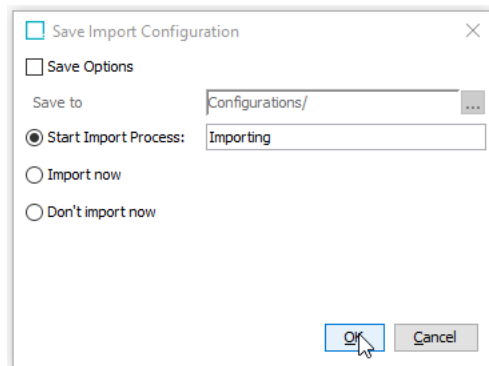 Save Import Configuration
Save Options
Save to Configurations/ ...
Start Import Process: Importing
Import now
Don't import now
OK Cancel